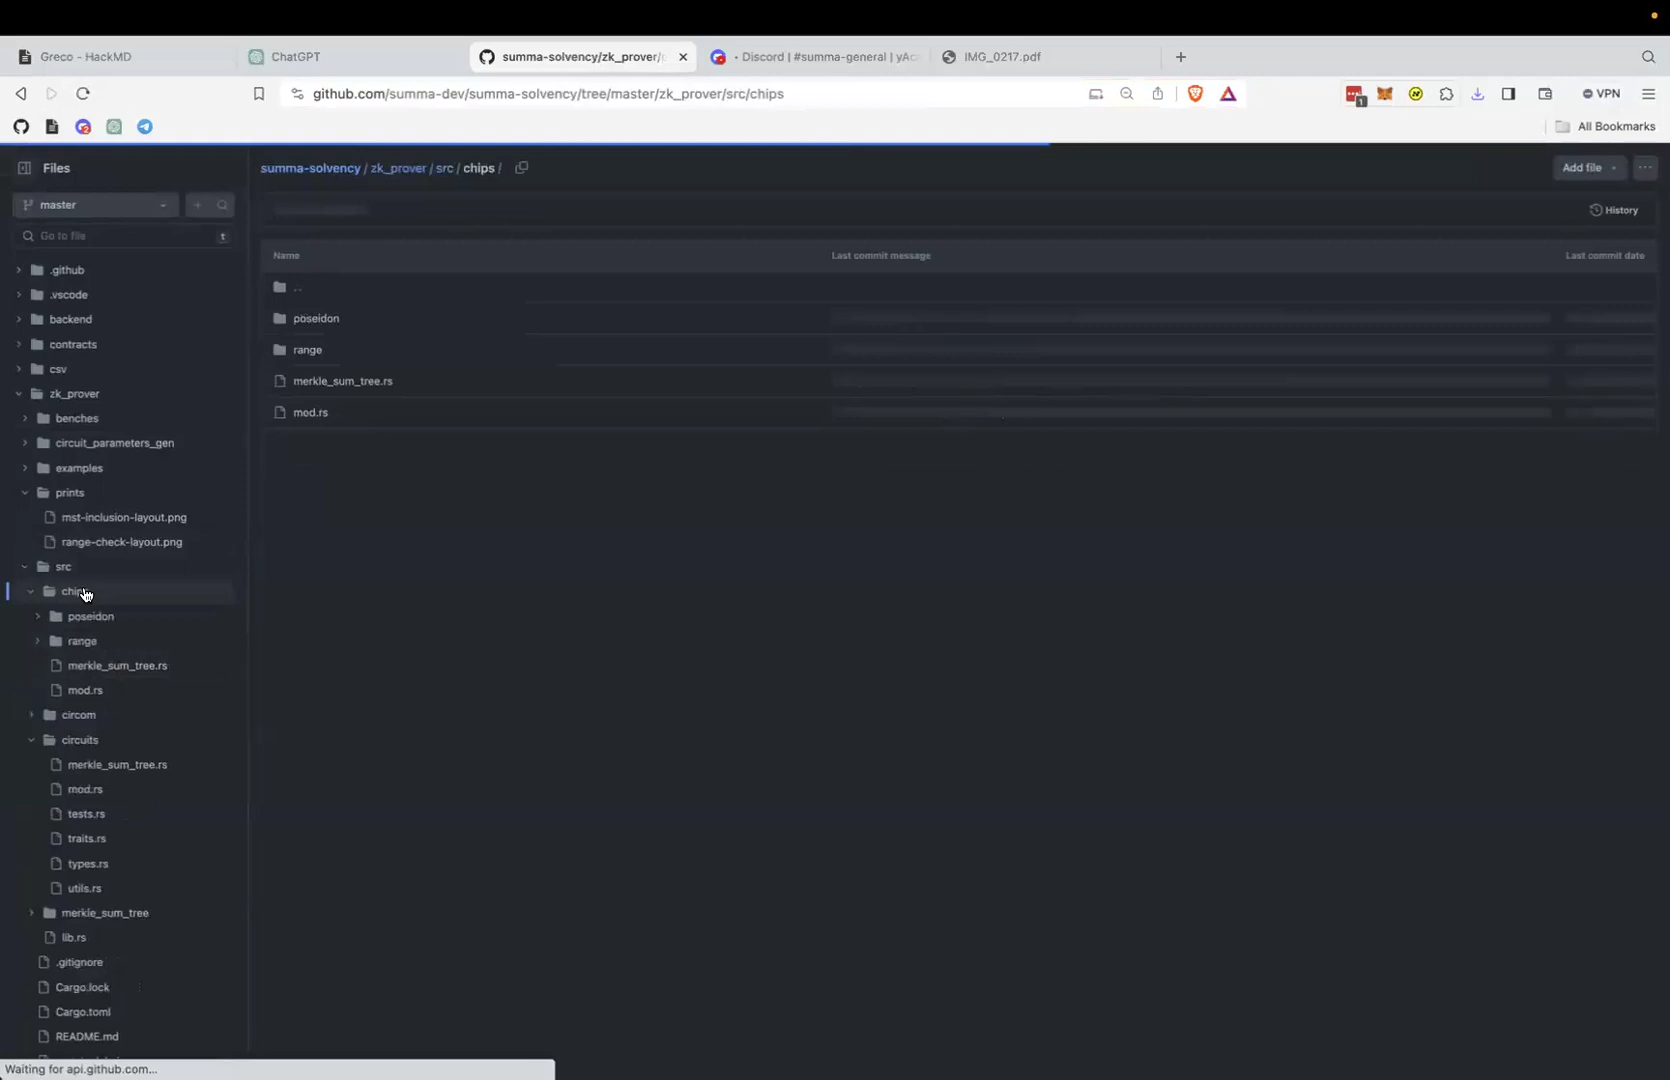 Greco - HackMD
ChatGPT
summa-solvency/zk_prover/
• Discord | #summa-general | yAc
IMG_0217.pdf
github.com/summa-dev/summa-solvency/tree/master/zk_prover/src/chips
1
VPN
All Bookmarks
Files
summa-solvency / zk_prover / src / chips /
Add file
master
History
Go to file
t
Name
Last commit message
Last commit date
.github
..
.vscode
poseidon
backend
range
contracts
merkle_sum_tree.rs
csv
mod.rs
zk_prover
benches
circuit_parameters_gen
examples
prints
mst-inclusion-layout.png
range-check-layout.png
src
poseidon
range
merkle_sum_tree.rs
mod.rs
circom
circuits
merkle_sum_tree.rs
mod.rs
tests.rs
traits.rs
types.rs
utils.rs
merkle_sum_tree
lib.rs
.gitignore
Cargo.lock
Cargo.toml
README.md
Waiting for api.github.com...